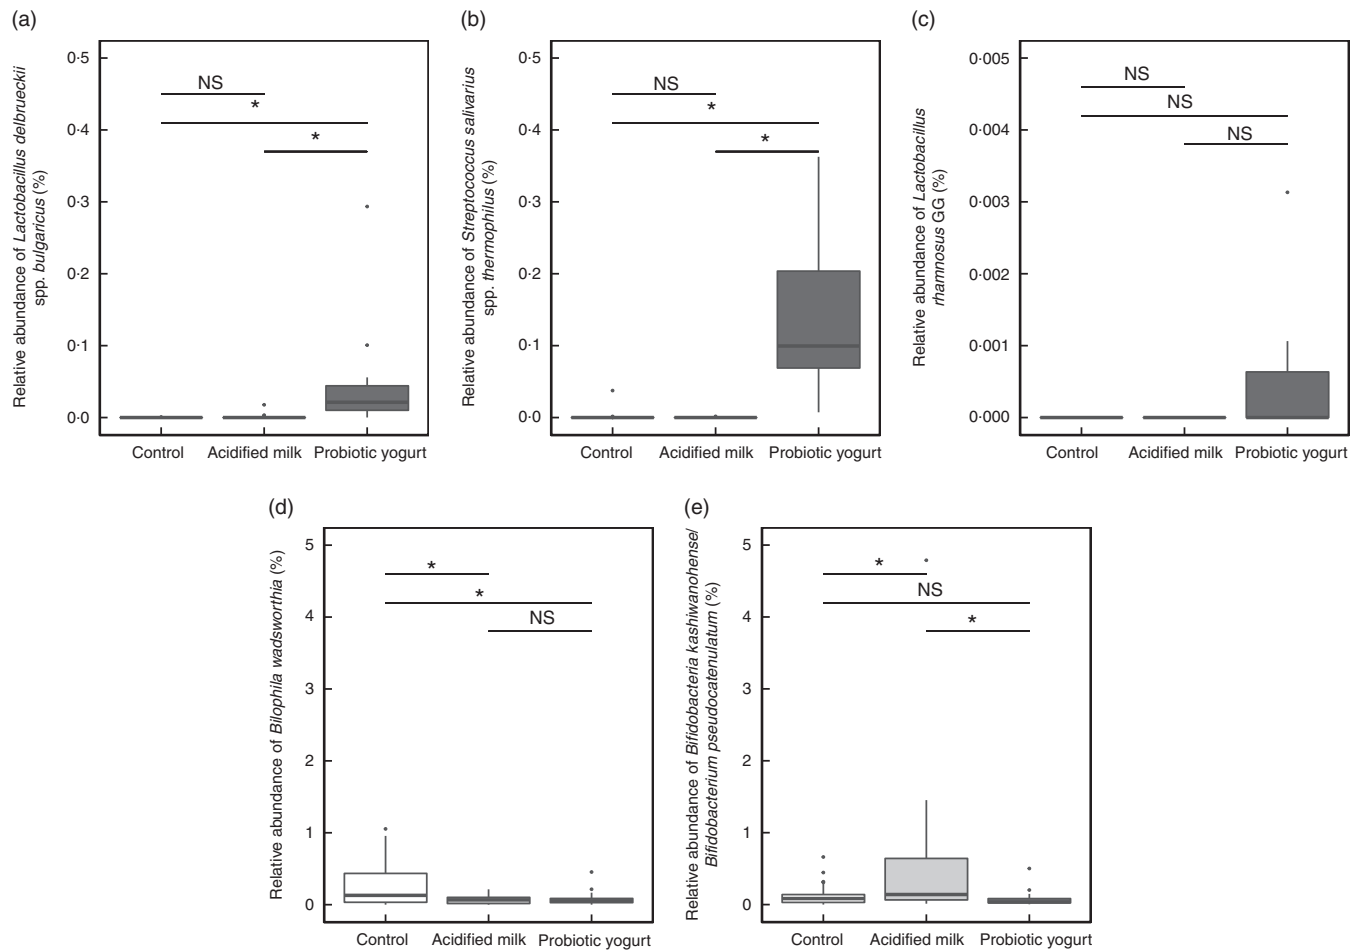 (a)
Relative abundance of Lactobacillus delbrueckii
spp. bulgaricus (%)
0·5
0·4
0·3
0·2
0·1
0·0
NS
*
*
Control
Acidified milk
Probiotic yogurt
(b)
Relative abundance of Streptococcus salivarius
spp. thermophilus (%)
0·5
0·4
0·3
0·2
0·1
0·0
NS
*
*
Control
Acidified milk
Probiotic yogurt
(c)
Relative abundance of Lactobacillus
rhamnosus GG (%)
0·005
0·004
0·003
0·002
0·001
0·000
NS
NS
NS
Control
Acidified milk
Probiotic yogurt
(d)
Relative abundance of Bilophila wadsworthia (%)
5
4
3
2
1
0
*
*
NS
Control
Acidified milk
Probiotic yogurt
(e)
Relative abundance of Bifidobacteria kashiwanohense/
Bifidobacterium pseudocatenulatum (%)
5
4
3
2
1
0
*
NS
*
Control
Acidified milk
Probiotic yogurt